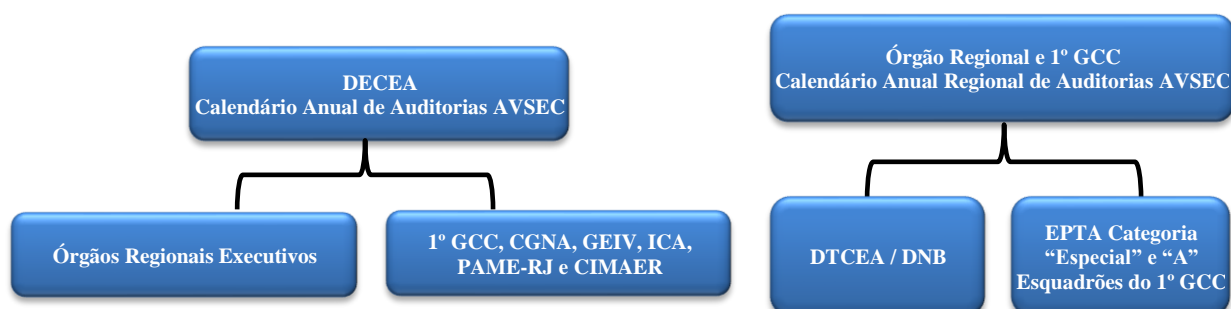 DECEA
Calendário Anual de Auditorias AVSEC
Órgãos Regionais Executivos
1º GCC, CGNA, GEIV, ICA,
PAME-RJ e CIMAER
Órgão Regional e 1º GCC
Calendário Anual Regional de Auditorias AVSEC
DTCEA / DNB
EPTA Categoria
“Especial” e “A”
Esquadrões do 1º GCC